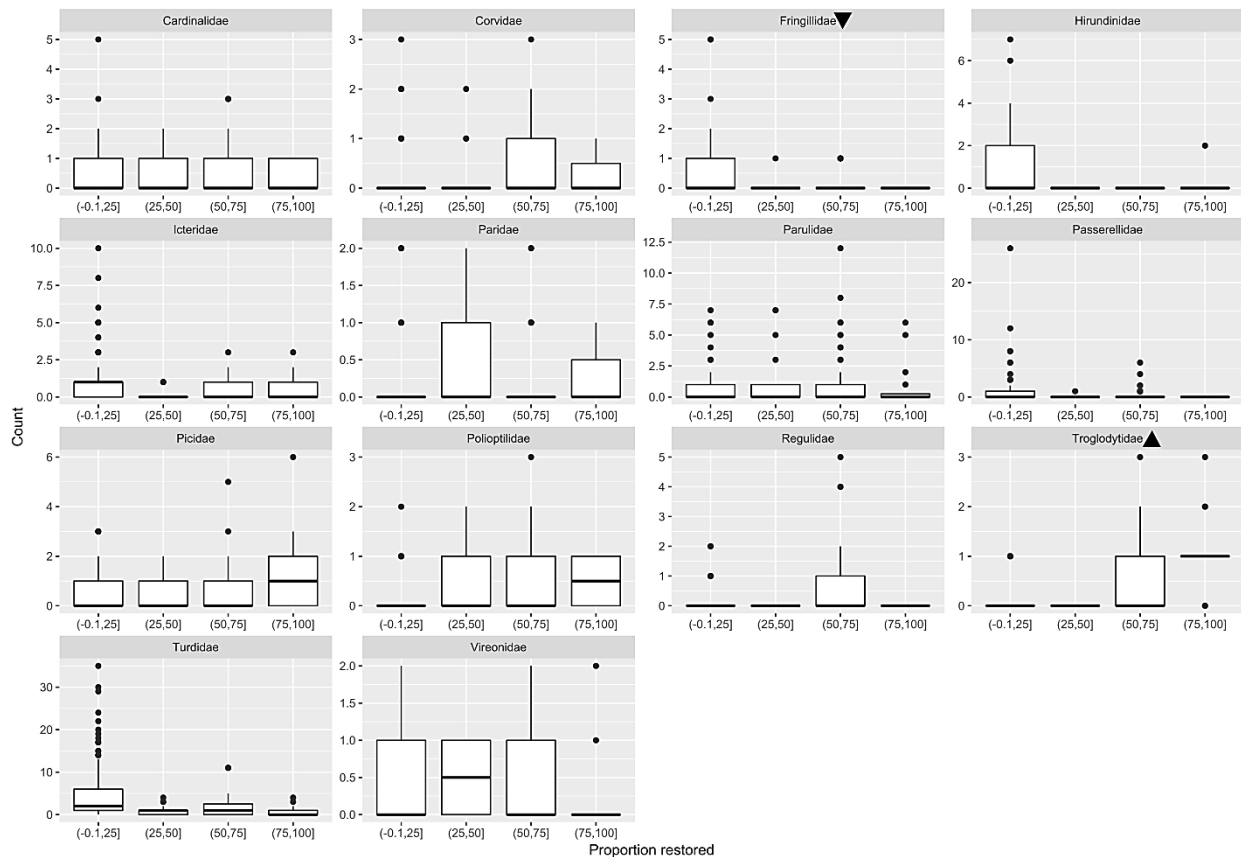 Cardinalidae
Corvidae
Fringillidae
Hirundinidae
5
4
3
2
1
0
3
2
1
0
5
4
3
2
1
0
6
4
2
0
(-0.1,25] (25,50] (50,75] (75,100]
(-0.1,25] (25,50] (50,75] (75,100]
(-0.1,25] (25,50] (50,75] (75,100]
(-0.1,25] (25,50] (50,75] (75,100]
Icteridae
Paridae
Parulidae
Passerellidae
10.0
7.5
5.0
2.5
0.0
2.0
1.5
1.0
0.5
0.0
12.5
10.0
7.5
5.0
2.5
0.0
20
10
0
(-0.1,25] (25,50] (50,75] (75,100]
(-0.1,25] (25,50] (50,75] (75,100]
(-0.1,25] (25,50] (50,75] (75,100]
(-0.1,25] (25,50] (50,75] (75,100]
Count
Picidae
Polioptilidae
Regulidae
Troglodytidae
6
4
2
0
3
2
1
0
5
4
3
2
1
0
3
2
1
0
(-0.1,25] (25,50] (50,75] (75,100]
(-0.1,25] (25,50] (50,75] (75,100]
(-0.1,25] (25,50] (50,75] (75,100]
(-0.1,25] (25,50] (50,75] (75,100]
Turdidae
Vireonidae
30
20
10
0
2.0
1.5
1.0
0.5
0.0
(-0.1,25] (25,50] (50,75] (75,100]
(-0.1,25] (25,50] (50,75] (75,100]
Proportion restored